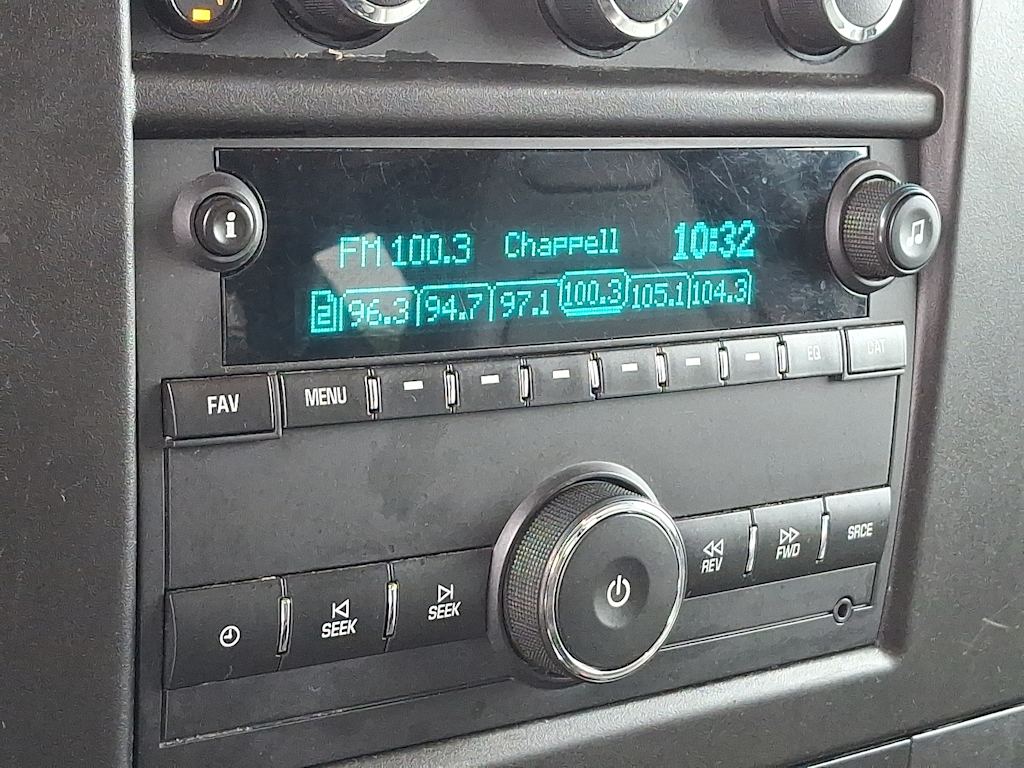 i
FM 100.3 Chappell 10:32
2 96.3 94.7 97.1 100.3 105.1 104.3
FAV MENU EQ CAT
REV FWD SRCE
SEEK SEEK